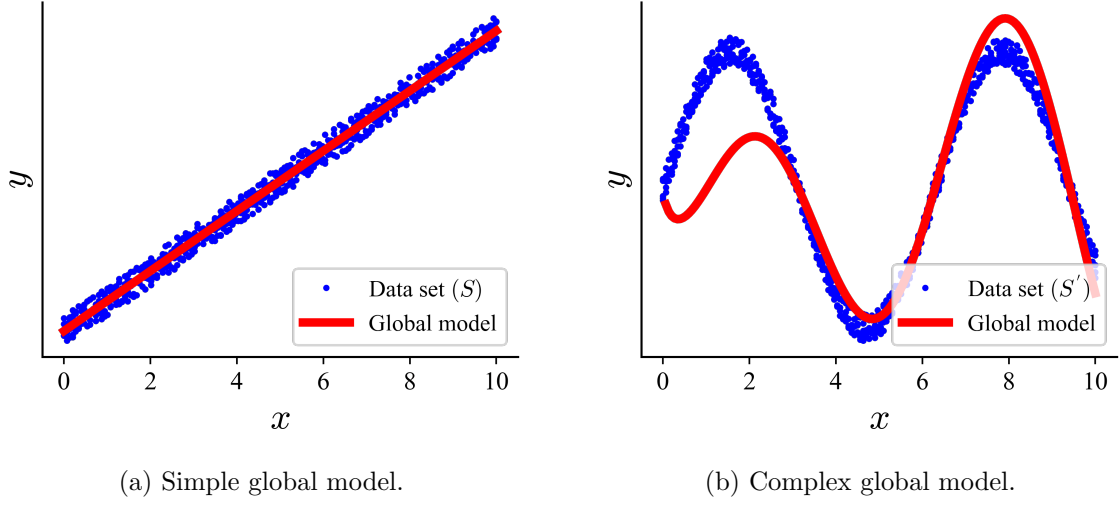 y
Data set (S)
Global model
0 2 4 6 8 10
x
(a) Simple global model.
y
Data set (S′)
Global model
0 2 4 6 8 10
x
(b) Complex global model.